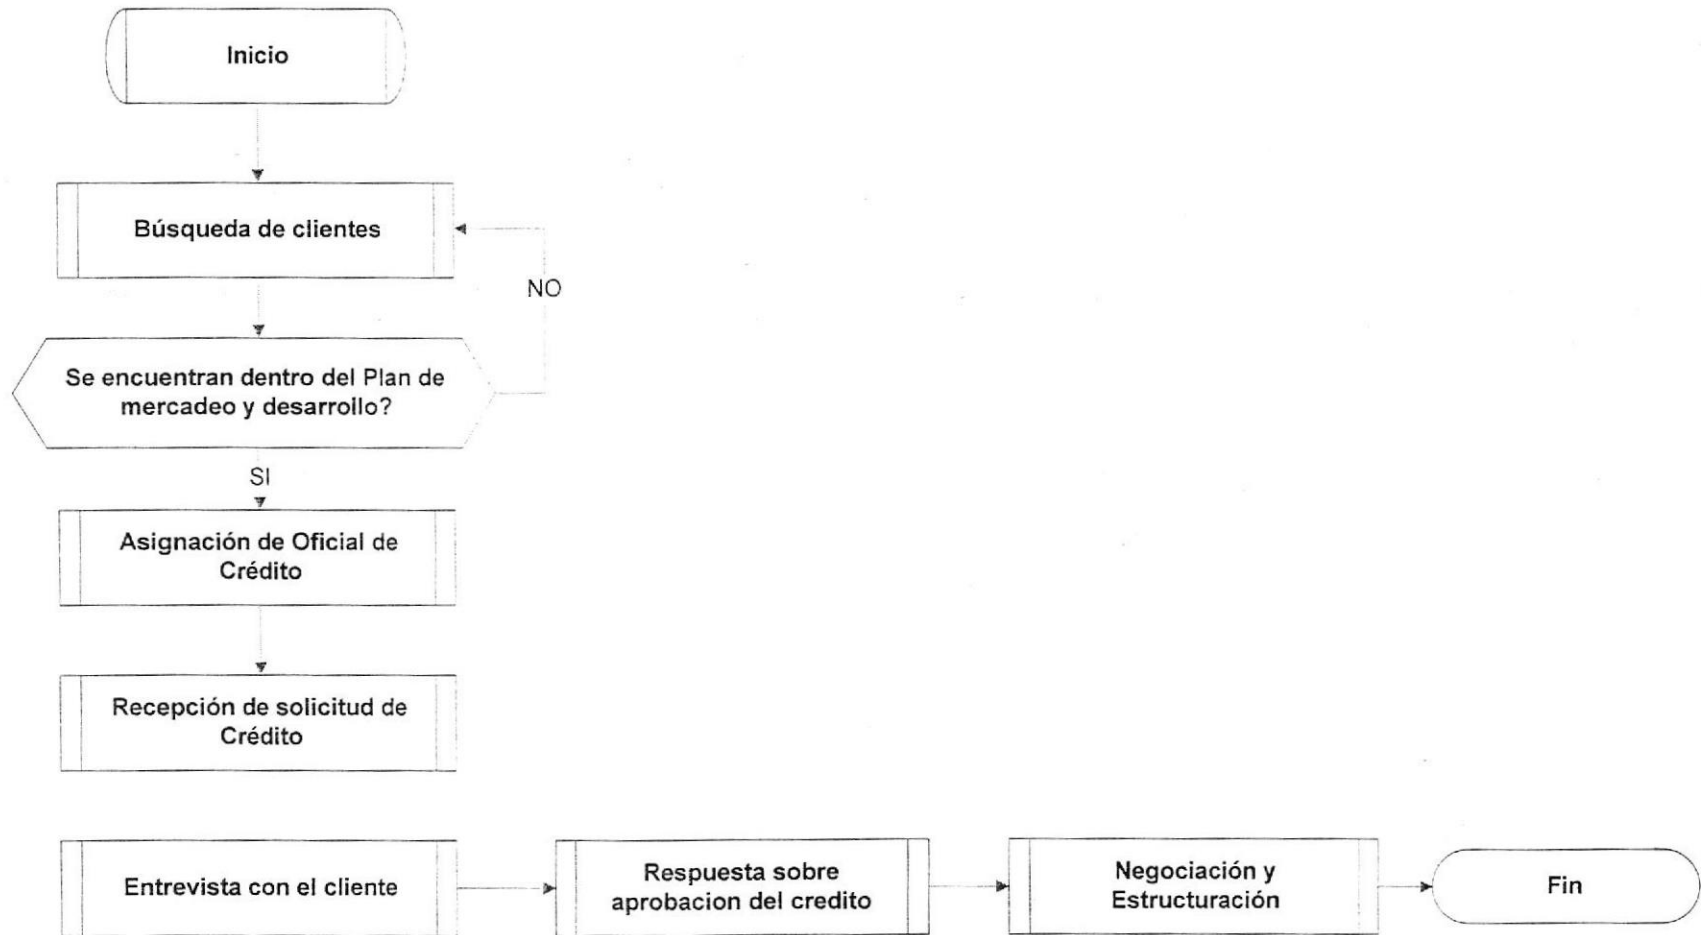 Inicio
Búsqueda de clientes
NO
Se encuentran dentro del Plan de
mercadeo y desarrollo?
SI
Asignación de Oficial de
Crédito
Recepción de solicitud de
Crédito
Entrevista con el cliente
Respuesta sobre
aprobacion del credito
Negociación y
Estructuración
Fin